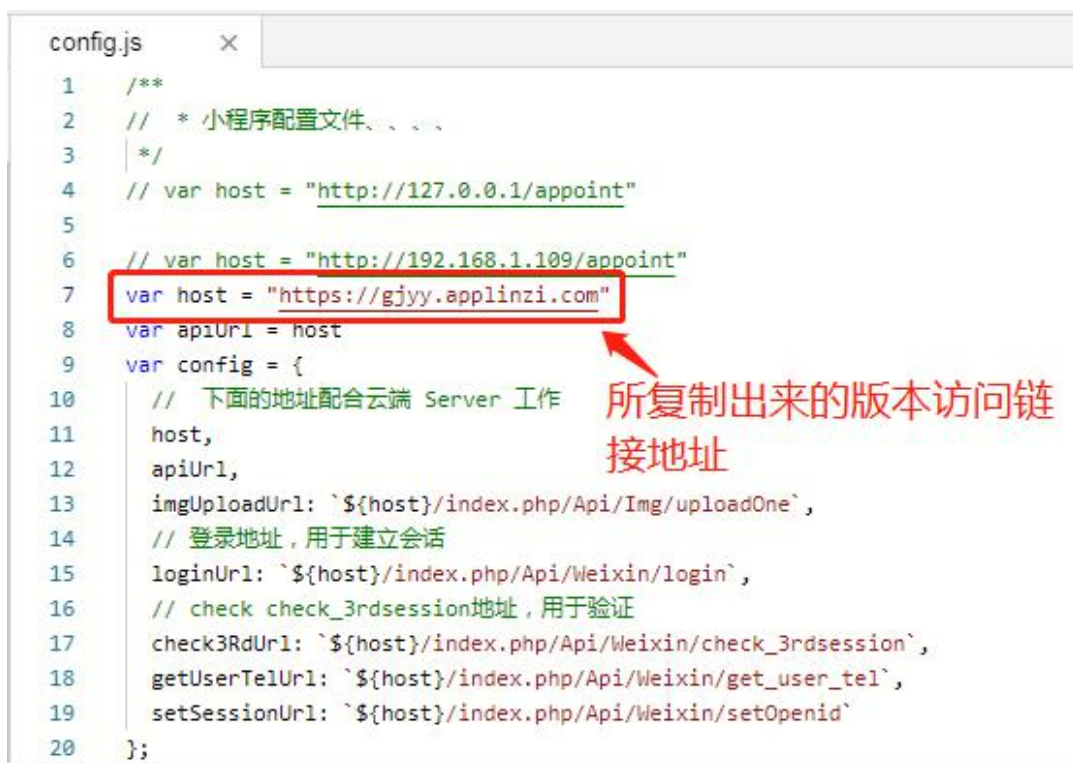 config.js ×
1 /**
2 //  * 小程序配置文件、、、、
3  */
4 // var host = "http://127.0.0.1/appoint"
5
6 // var host = "http://192.168.1.109/appoint"
7 var host = "https://gjyy.applinzi.com"
8 var apiUrl = host
9 var config = {
10   //  下面的地址配合云端 Server 工作
11   host,
12   apiUrl,
13   imgUploadUrl: `${host}/index.php/Api/Img/uploadOne`,
14   // 登录地址，用于建立会话
15   loginUrl: `${host}/index.php/Api/Weixin/login`,
16   // check check_3rdsession地址，用于验证
17   check3RdUrl: `${host}/index.php/Api/Weixin/check_3rdsession`,
18   getUserTelUrl: `${host}/index.php/Api/Weixin/get_user_tel`,
19   setSessionUrl: `${host}/index.php/Api/Weixin/setOpenid`
20 };
所复制出来的版本访问链
接地址